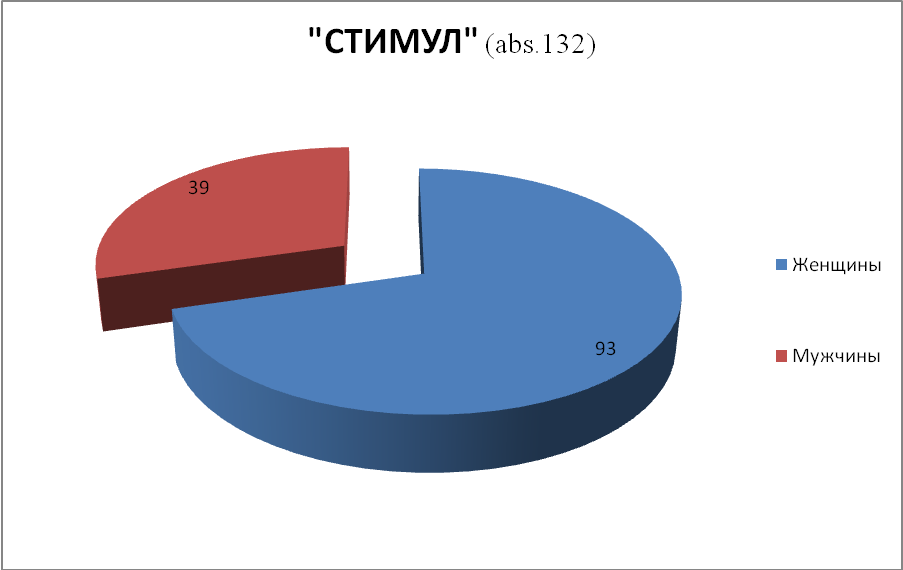 "СТИМУЛ" (abs.132)
39
Женщины
93
Мужчины